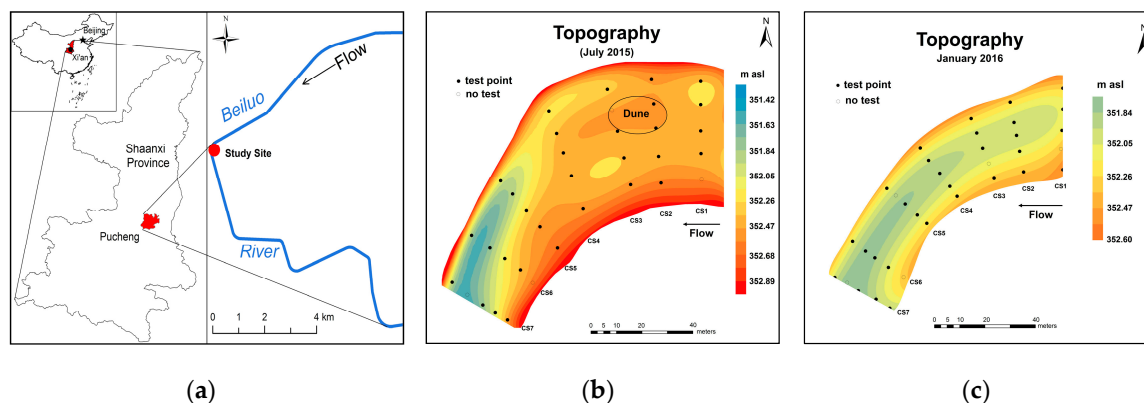 N
Beijing
Xi'an
Flow
Beiluo
Study Site
Shaanxi
Province
Pucheng
River
0 2 4 km
(a)
Topography
(July 2015)
N
test point
no test
m asl
351.42
351.63
351.84
362.05
352.26
352.47
352.68
352.89
Dune
CS1
CS2
CS3
CS4
CS5
CS6
CS7
Flow
0 5 10 20 30 40
meters
(b)
Topography
January 2016
N
test point
no test
m asl
351.84
352.05
352.26
352.47
352.60
CS1
CS2
CS3
CS4
CS5
CS6
CS7
Flow
0 5 10 20 30 40
meters
(c)